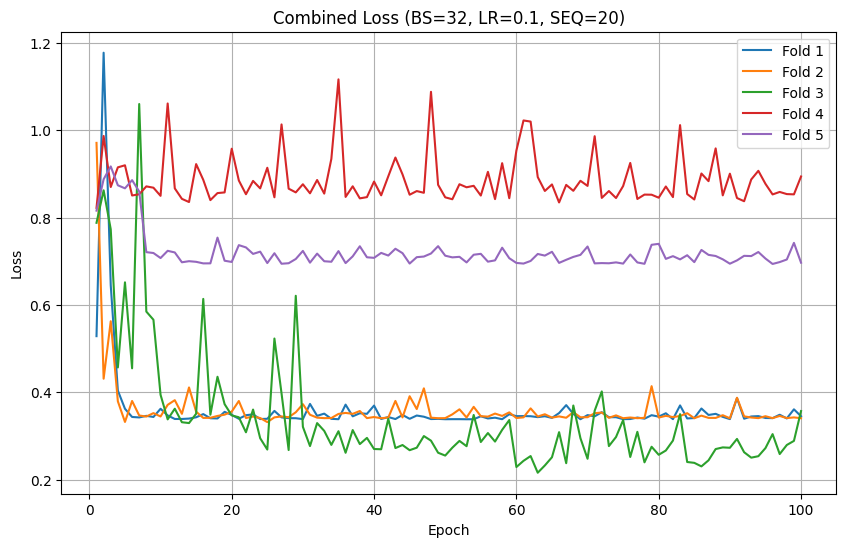 Combined Loss (BS=32, LR=0.1, SEQ=20)
Fold 1
Fold 2
Fold 3
Fold 4
Fold 5
1.2
1.0
0.8
0.6
0.4
0.2
Loss
0 20 40 60 80 100
Epoch